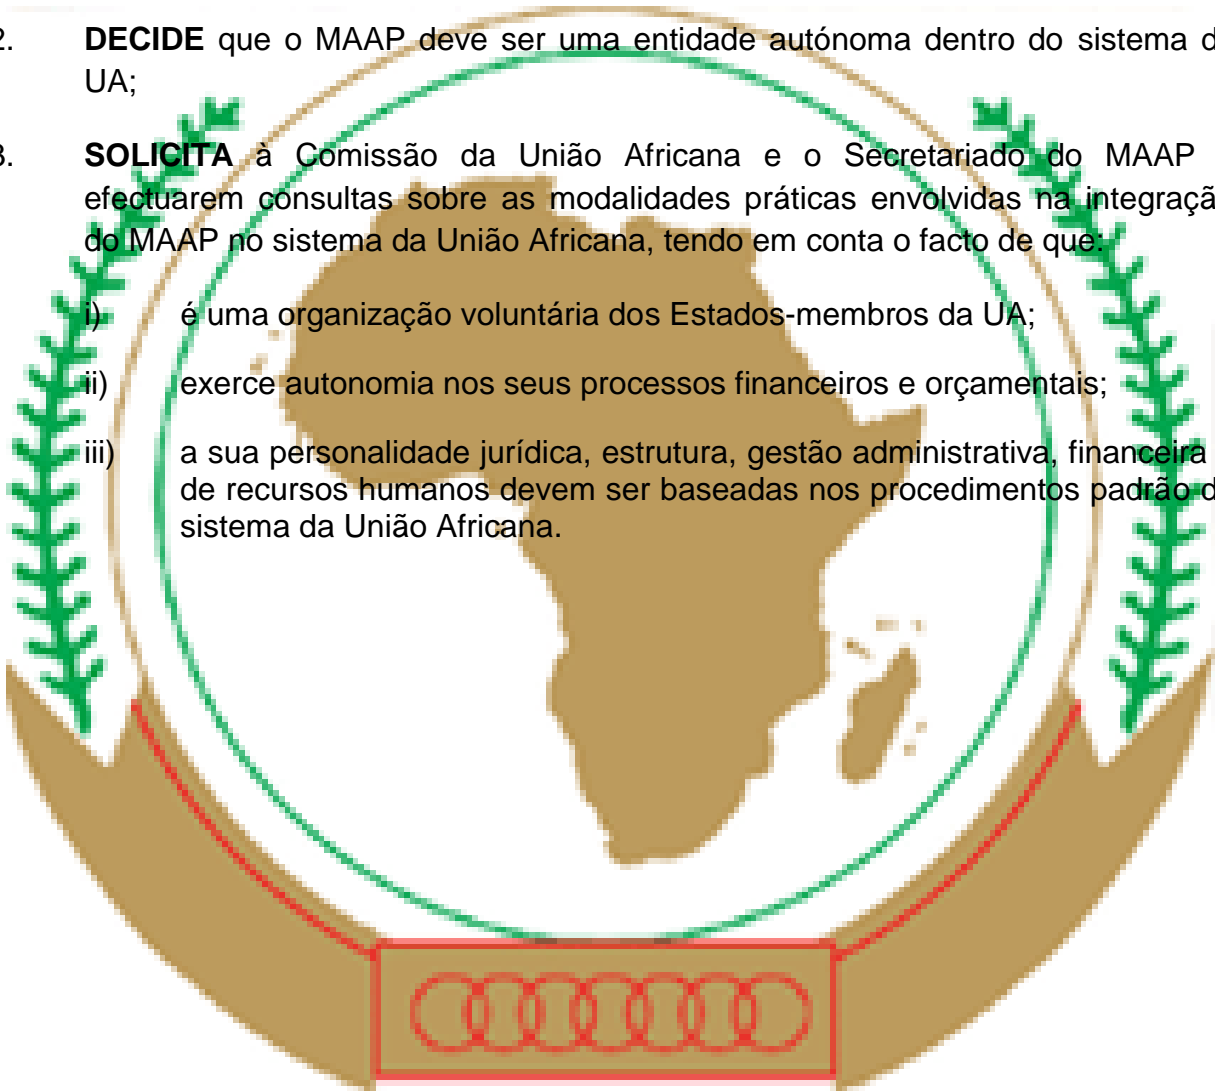 2. DECIDE que o MAAP deve ser uma entidade autónoma dentro do sistema d
UA;
3. SOLICITA à Comissão da União Africana e o Secretariado do MAAP
efectuarem consultas sobre as modalidades práticas envolvidas na integraçã
do MAAP no sistema da União Africana, tendo em conta o facto de que:
i) é uma organização voluntária dos Estados-membros da UA;
ii) exerce autonomia nos seus processos financeiros e orçamentais;
iii) a sua personalidade jurídica, estrutura, gestão administrativa, financeira
de recursos humanos devem ser baseadas nos procedimentos padrão d
sistema da União Africana.